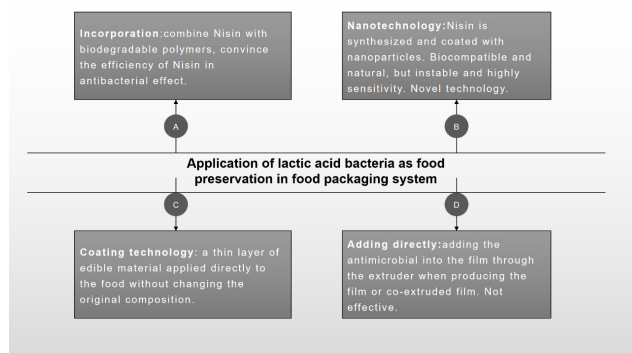 Incorporation:combine Nisin with
biodegradable polymers, convince
the efficiency of Nisin in
antibacterial effect.
Nanotechnology:Nisin is
synthesized and coated with
nanoparticles. Biocompatible and
natural, but instable and highly
sensitivity. Novel technology.
A
B
Application of lactic acid bacteria as food
preservation in food packaging system
C
D
Coating technology: a thin layer of
edible material applied directly to
the food without changing the
original composition.
Adding directly:adding the
antimicrobial into the film through
the extruder when producing the
film or co-extruded film. Not
effective.